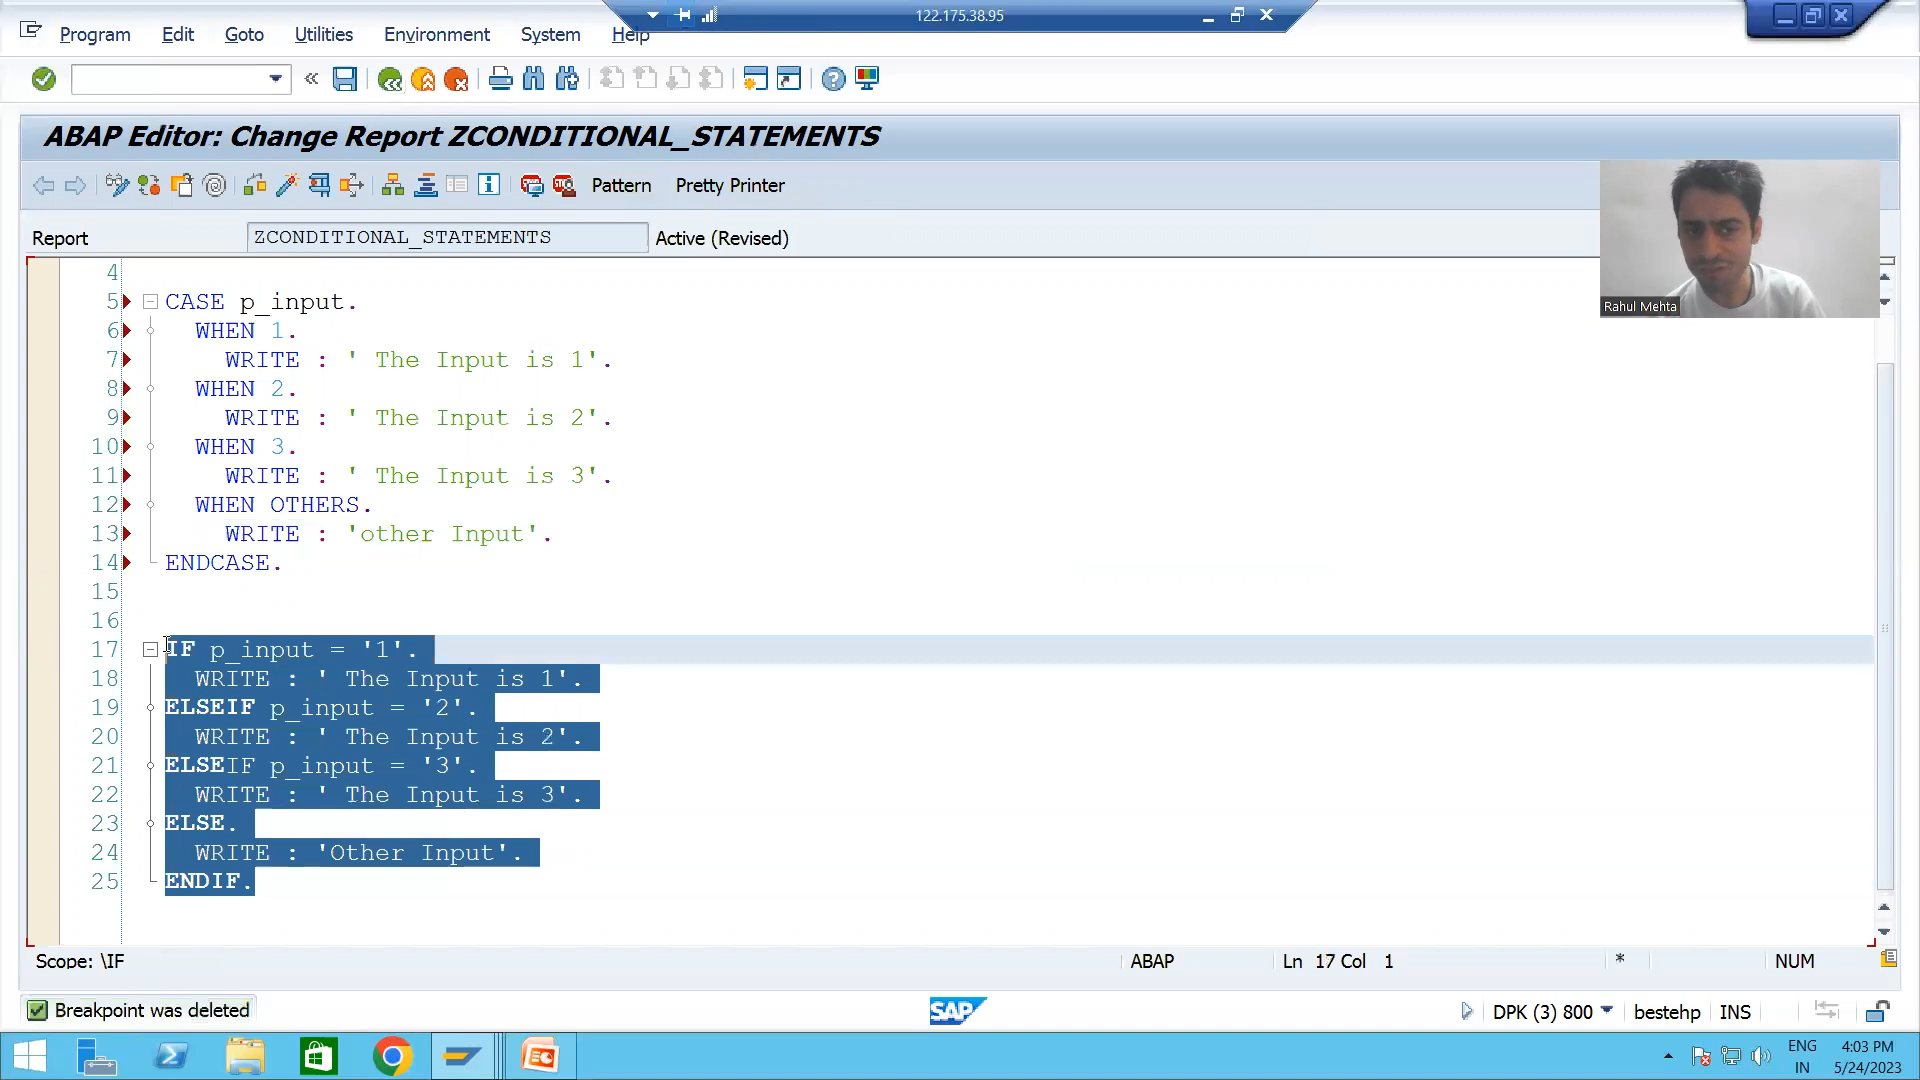 122.175.38.95
Program Edit Goto Utilities Environment System Help
ABAP Editor: Change Report ZCONDITIONAL_STATEMENTS
Pattern Pretty Printer
Report ZCONDITIONAL_STATEMENTS Active (Revised)
Rahul Mehta
4
5 CASE p_input.
6 WHEN 1.
7 WRITE : ' The Input is 1'.
8 WHEN 2.
9 WRITE : ' The Input is 2'.
10 WHEN 3.
11 WRITE : ' The Input is 3'.
12 WHEN OTHERS.
13 WRITE : 'other Input'.
14 ENDCASE.
15
16
17 IF p_input = '1'.
18 WRITE : ' The Input is 1'.
19 ELSEIF p_input = '2'.
20 WRITE : ' The Input is 2'.
21 ELSEIF p_input = '3'.
22 WRITE : ' The Input is 3'.
23 ELSE.
24 WRITE : 'Other Input'.
25 ENDIF.
Scope: \IF ABAP Ln 17 Col 1 * NUM
Breakpoint was deleted SAP DPK (3) 800 bestehp INS
ENG 4:03 PM
IN 5/24/2023